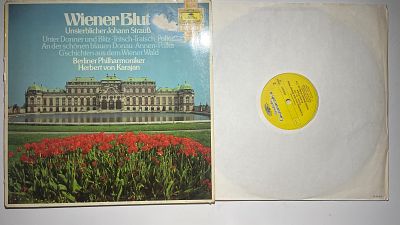 Wiener Blut
Unsterblicher Johann Strauß
Unter Donner und Blitz · Tritsch-Tratsch-Polka
An der schönen blauen Donau · Annen-Polka
G'schichten aus dem Wiener Wald
Berliner Philharmoniker
Herbert von Karajan